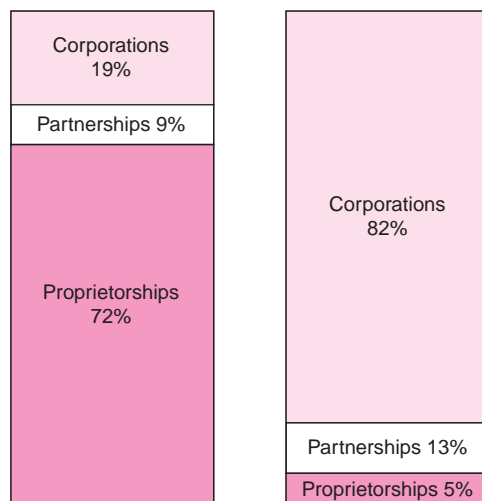 Corporations
19%
Partnerships 9%
Proprietorships
72%
Corporations
82%
Partnerships 13%
Proprietorships 5%